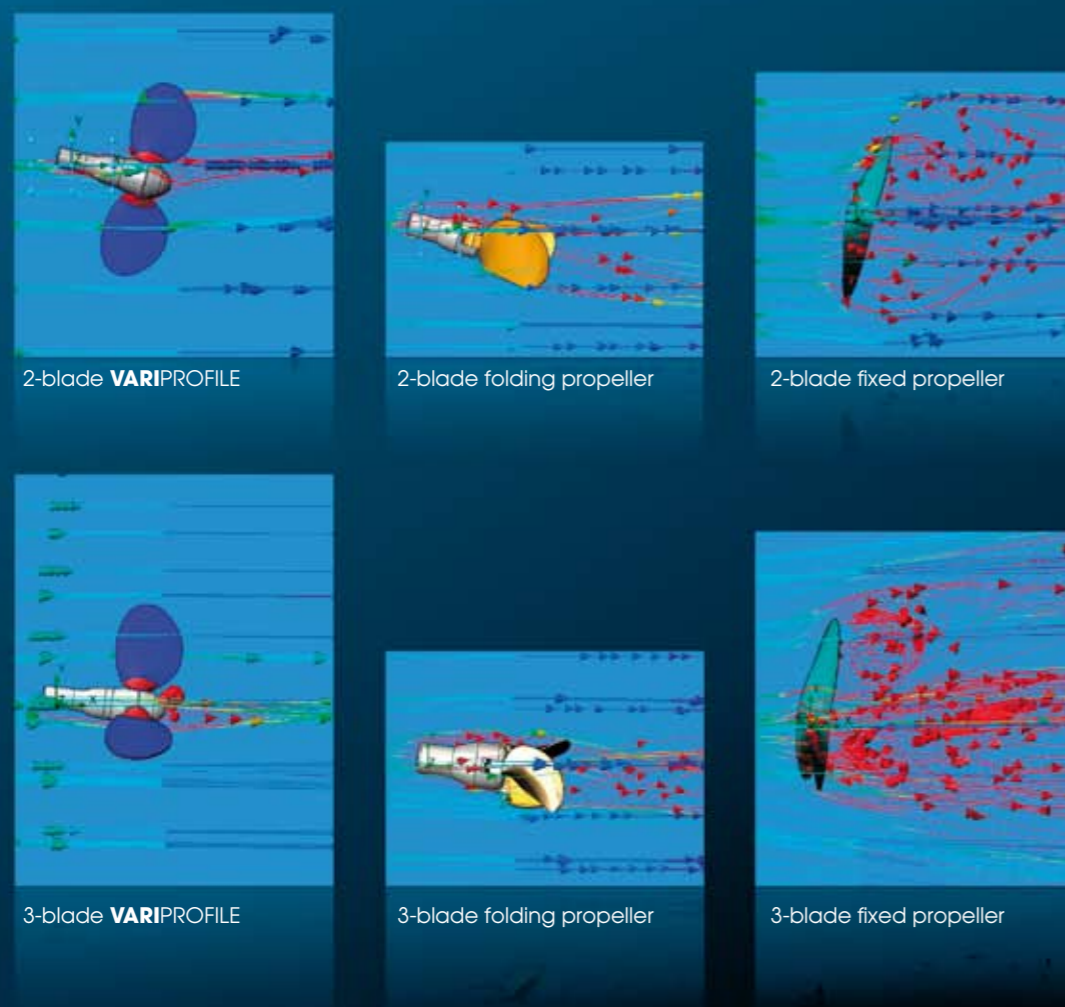 2-blade VARIPROFILE
2-blade folding propeller
2-blade fixed propeller
3-blade VARIPROFILE
3-blade folding propeller
3-blade fixed propeller